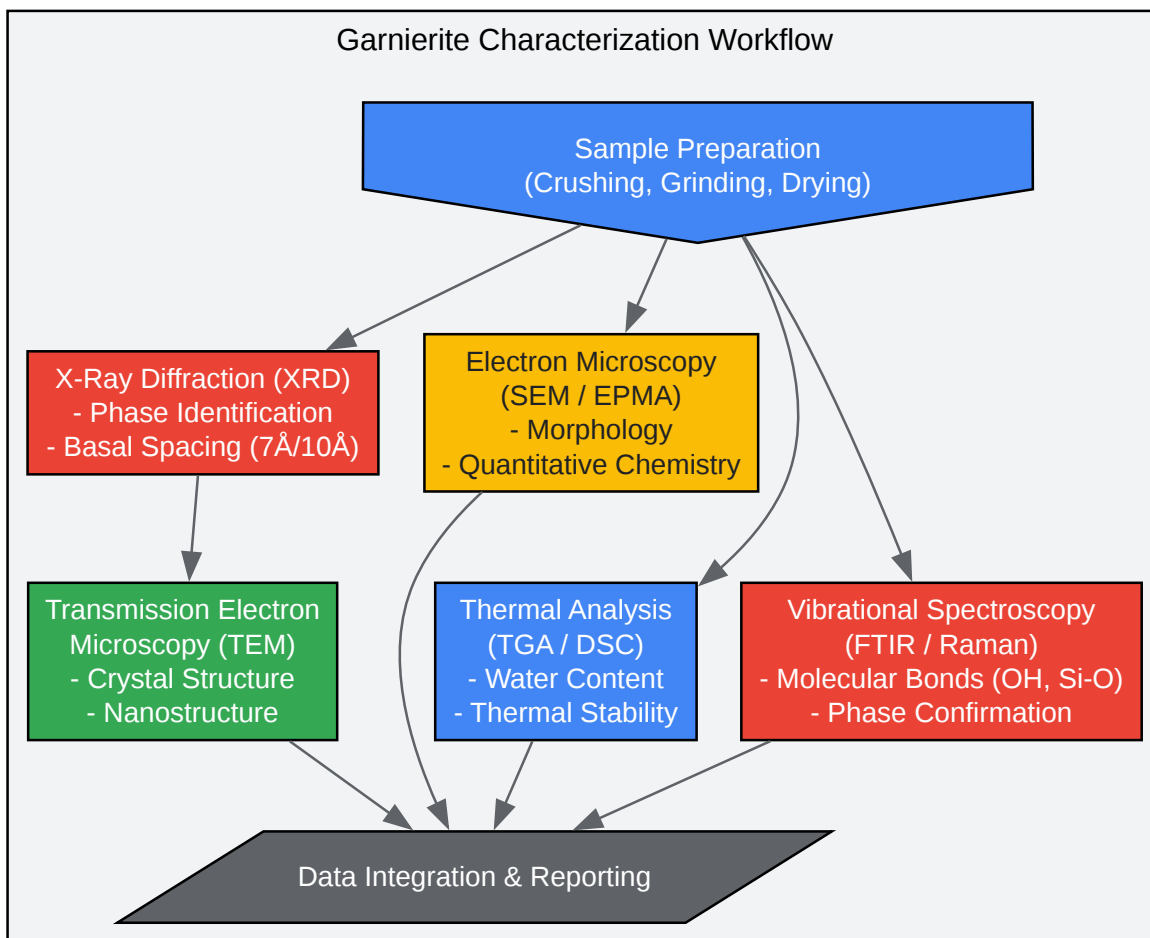 Garnierite Characterization Workflow
Sample Preparation
(Crushing, Grinding, Drying)
X-Ray Diffraction (XRD)
- Phase Identification
- Basal Spacing (7Å/10Å)
Electron Microscopy
(SEM / EPMA)
- Morphology
- Quantitative Chemistry
Transmission Electron
Microscopy (TEM)
- Crystal Structure
- Nanostructure
Thermal Analysis
(TGA / DSC)
- Water Content
- Thermal Stability
Vibrational Spectroscopy
(FTIR / Raman)
- Molecular Bonds (OH, Si-O)
- Phase Confirmation
Data Integration & Reporting